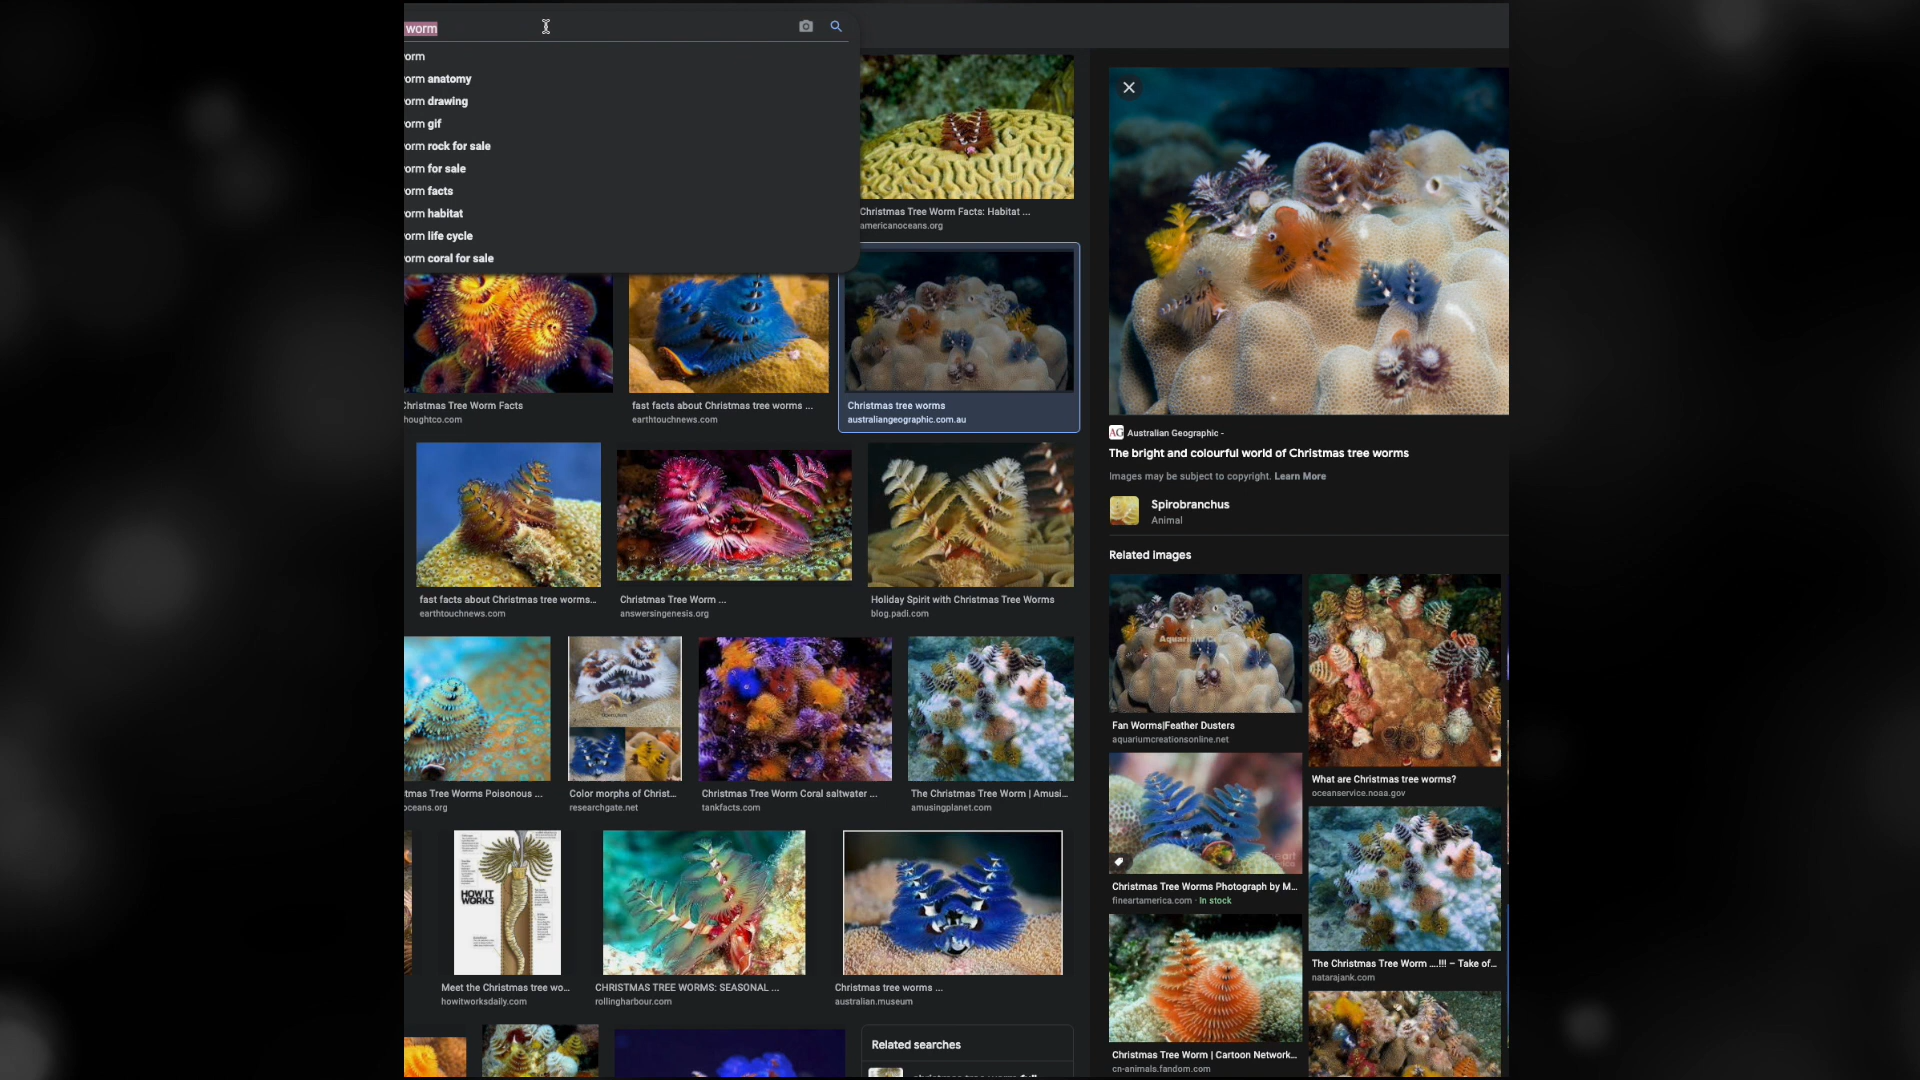 worm
orm
orm anatomy
orm drawing
orm gif
orm rock for sale
orm for sale
orm facts
orm habitat
orm life cycle
orm coral for sale
Christmas Tree Worm Facts: Habitat ...
americanoceans.org
Christmas Tree Worm Facts
houghtco.com
fast facts about Christmas tree worms ...
earthtouchnews.com
Christmas tree worms
australiangeographic.com.au
fast facts about Christmas tree worms...
earthtouchnews.com
Christmas Tree Worm ...
answersingenesis.org
Holiday Spirit with Christmas Tree Worms
blog.padi.com
tmas Tree Worms Poisonous ...
oceans.org
Color morphs of Christ...
researchgate.net
Christmas Tree Worm Coral saltwater ...
tankfacts.com
The Christmas Tree Worm | Amusi...
amusingplanet.com
HOW IT
WORKS
Meet the Christmas tree wo...
howitworksdaily.com
CHRISTMAS TREE WORMS: SEASONAL ...
rollingharbour.com
Christmas tree worms ...
australian.museum
Related searches
AG Australian Geographic -
The bright and colourful world of Christmas tree worms
Images may be subject to copyright. Learn More
Spirobranchus
Animal
Related images
Fan Worms|Feather Dusters
aquariumcreationsonline.net
What are Christmas tree worms?
oceanservice.noaa.gov
Christmas Tree Worms Photograph by M...
fineartamerica.com · In stock
The Christmas Tree Worm ....!!! – Take of...
natarajank.com
Christmas Tree Worm | Cartoon Network...
cn-animals.fandom.com